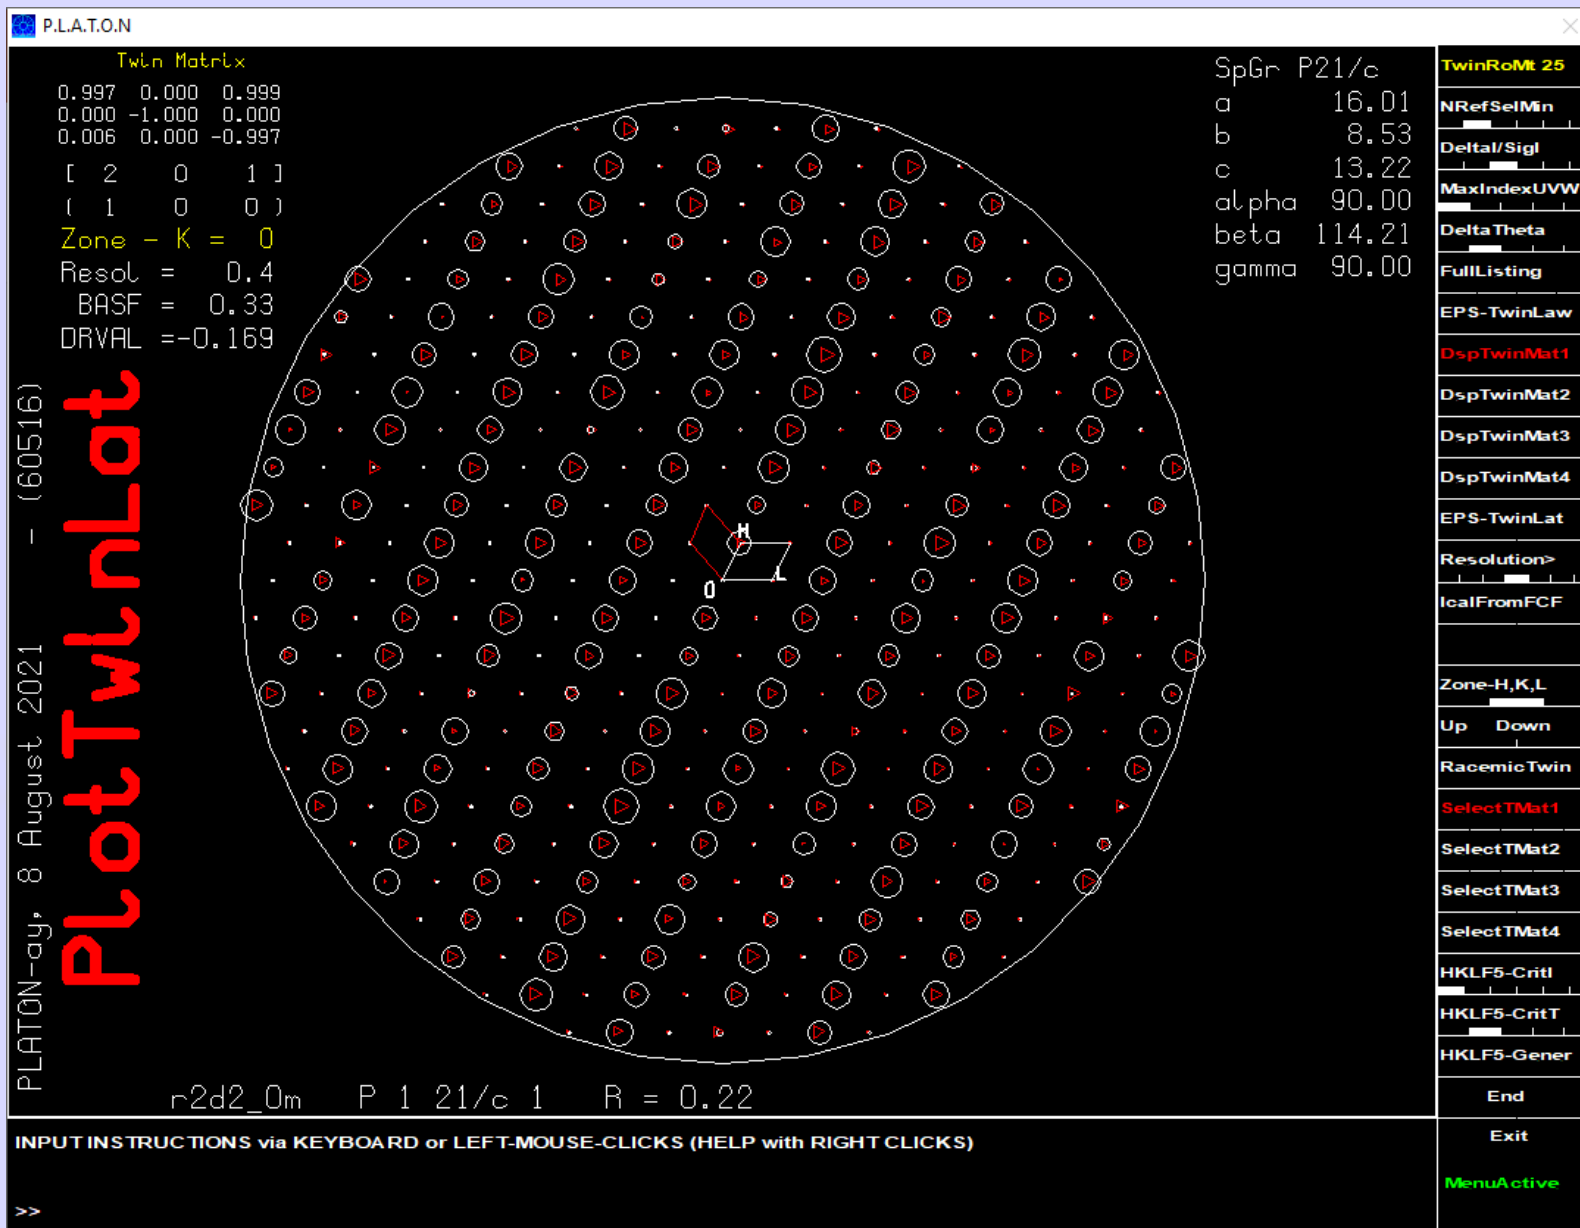 P.L.A.T.O.N
Twin Matrix
0.997 0.000 0.999
0.000 -1.000 0.000
0.006 0.000 -0.997
[ 2 0 1 ]
( 1 0 0 )
Zone - K = 0
Resol = 0.4
BASF = 0.33
DRVAL =-0.169
SpGr P21/c
a 16.01
b 8.53
c 13.22
alpha 90.00
beta 114.21
gamma 90.00
H
L
O
PLATON-ay, 8 August 2021 - (60516)
PlotTwinLat
r2d2_0m P 1 21/c 1 R = 0.22
TwinRoMt 25
NRefSelMin
DeltaI/SigI
MaxIndexUVW
DeltaTheta
FullListing
EPS-TwinLaw
DspTwinMat1
DspTwinMat2
DspTwinMat3
DspTwinMat4
EPS-TwinLat
Resolution>
IcalFromFCF
Zone-H,K,L
Up Down
RacemicTwin
SelectTMat1
SelectTMat2
SelectTMat3
SelectTMat4
HKLF5-CritI
HKLF5-CritT
HKLF5-Gener
End
Exit
MenuActive
INPUT INSTRUCTIONS via KEYBOARD or LEFT-MOUSE-CLICKS (HELP with RIGHT CLICKS)
>>